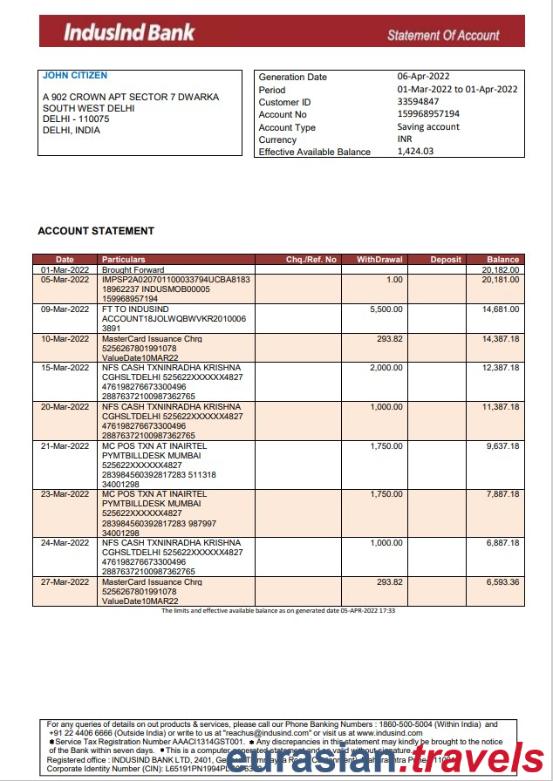 IndusInd Bank
Statement Of Account
JOHN CITIZEN
A 902 CROWN APT SECTOR 7 DWARKA
SOUTH WEST DELHI
DELHI - 110075
DELHI, INDIA
Generation Date 06-Apr-2022
Period 01-Mar-2022 to 01-Apr-2022
Customer ID 33594847
Account No 159968957194
Account Type Saving account
Currency INR
Effective Available Balance 1,424.03
ACCOUNT STATEMENT
Date Particulars Chq./Ref. No WithDrawal Deposit Balance
01-Mar-2022 Brought Forward 20,182.00
05-Mar-2022 IMPSP2A020701100033794UCBA8183 1.00 20,181.00
18962237 INDUSMOB00005
159968957194
09-Mar-2022 FT TO INDUSIND 5,500.00 14,681.00
ACCOUNT18JOLWQBWVKR2010006
3891
10-Mar-2022 MasterCard Issuance Chrg 293.82 14,387.18
5256267801991078
ValueDate10MAR22
15-Mar-2022 NFS CASH TXNINRADHA KRISHNA 2,000.00 12,387.18
CGHSLTDELHI 525622XXXXXX4827
476198276673300496
28876372100987362765
20-Mar-2022 NFS CASH TXNINRADHA KRISHNA 1,000.00 11,387.18
CGHSLTDELHI 525622XXXXXX4827
476198276673300496
28876372100987362765
21-Mar-2022 MC POS TXN AT INAIRTEL 1,750.00 9,637.18
PYMTBILLDESK MUMBAI
525622XXXXXX4827
283984560392817283 511318
34001298
23-Mar-2022 MC POS TXN AT INAIRTEL 1,750.00 7,887.18
PYMTBILLDESK MUMBAI
525622XXXXXX4827
283984560392817283 987997
34001298
24-Mar-2022 NFS CASH TXNINRADHA KRISHNA 1,000.00 6,887.18
CGHSLTDELHI 525622XXXXXX4827
476198276673300496
28876372100987362765
27-Mar-2022 MasterCard Issuance Chrg 293.82 6,593.36
5256267801991078
ValueDate10MAR22
The limits and effective available balance as on generated date 05-APR-2022 17:33
For any queries of details on out products & services, please call our Phone Banking Numbers : 1860-500-5004 (Within India) and
+91 22 4406 6666 (Outside India) or write to us at "reachus@indusind.com" or visit us at www.indusind.com
● Service Tax Registration Number AAACI1314GST001. ● Any discrepancies in this statement may kindly be brought to the notice
of the Bank within seven days. ● This is a computer generated statement and is valid without signature.
Registered office : INDUSIND BANK LTD, 2401, Pune
Corporate Identity Number (CIN):
eurasian.travels